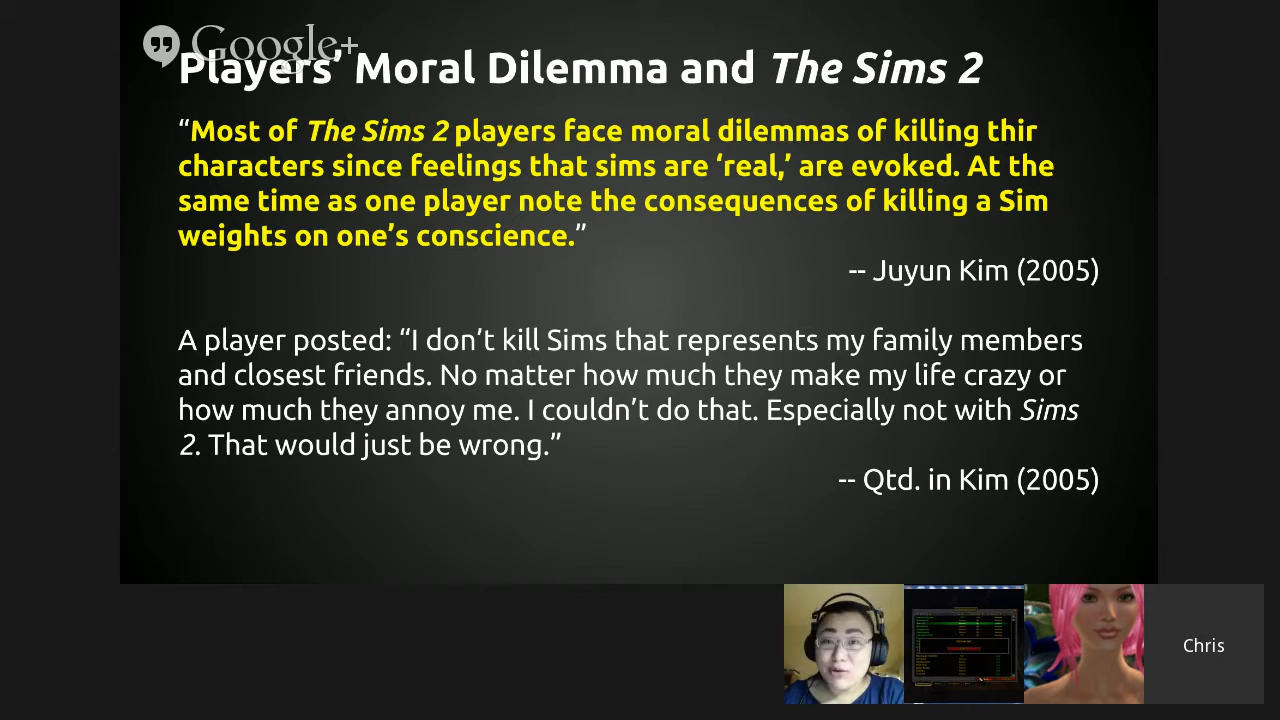 Google+
Players’ Moral Dilemma and The Sims 2
“Most of The Sims 2 players face moral dilemmas of killing thir
characters since feelings that sims are ‘real,’ are evoked. At the
same time as one player note the consequences of killing a Sim
weights on one’s conscience.”
-- Juyun Kim (2005)
A player posted: “I don’t kill Sims that represents my family members
and closest friends. No matter how much they make my life crazy or
how much they annoy me. I couldn’t do that. Especially not with Sims
2. That would just be wrong.”
-- Qtd. in Kim (2005)
Chris